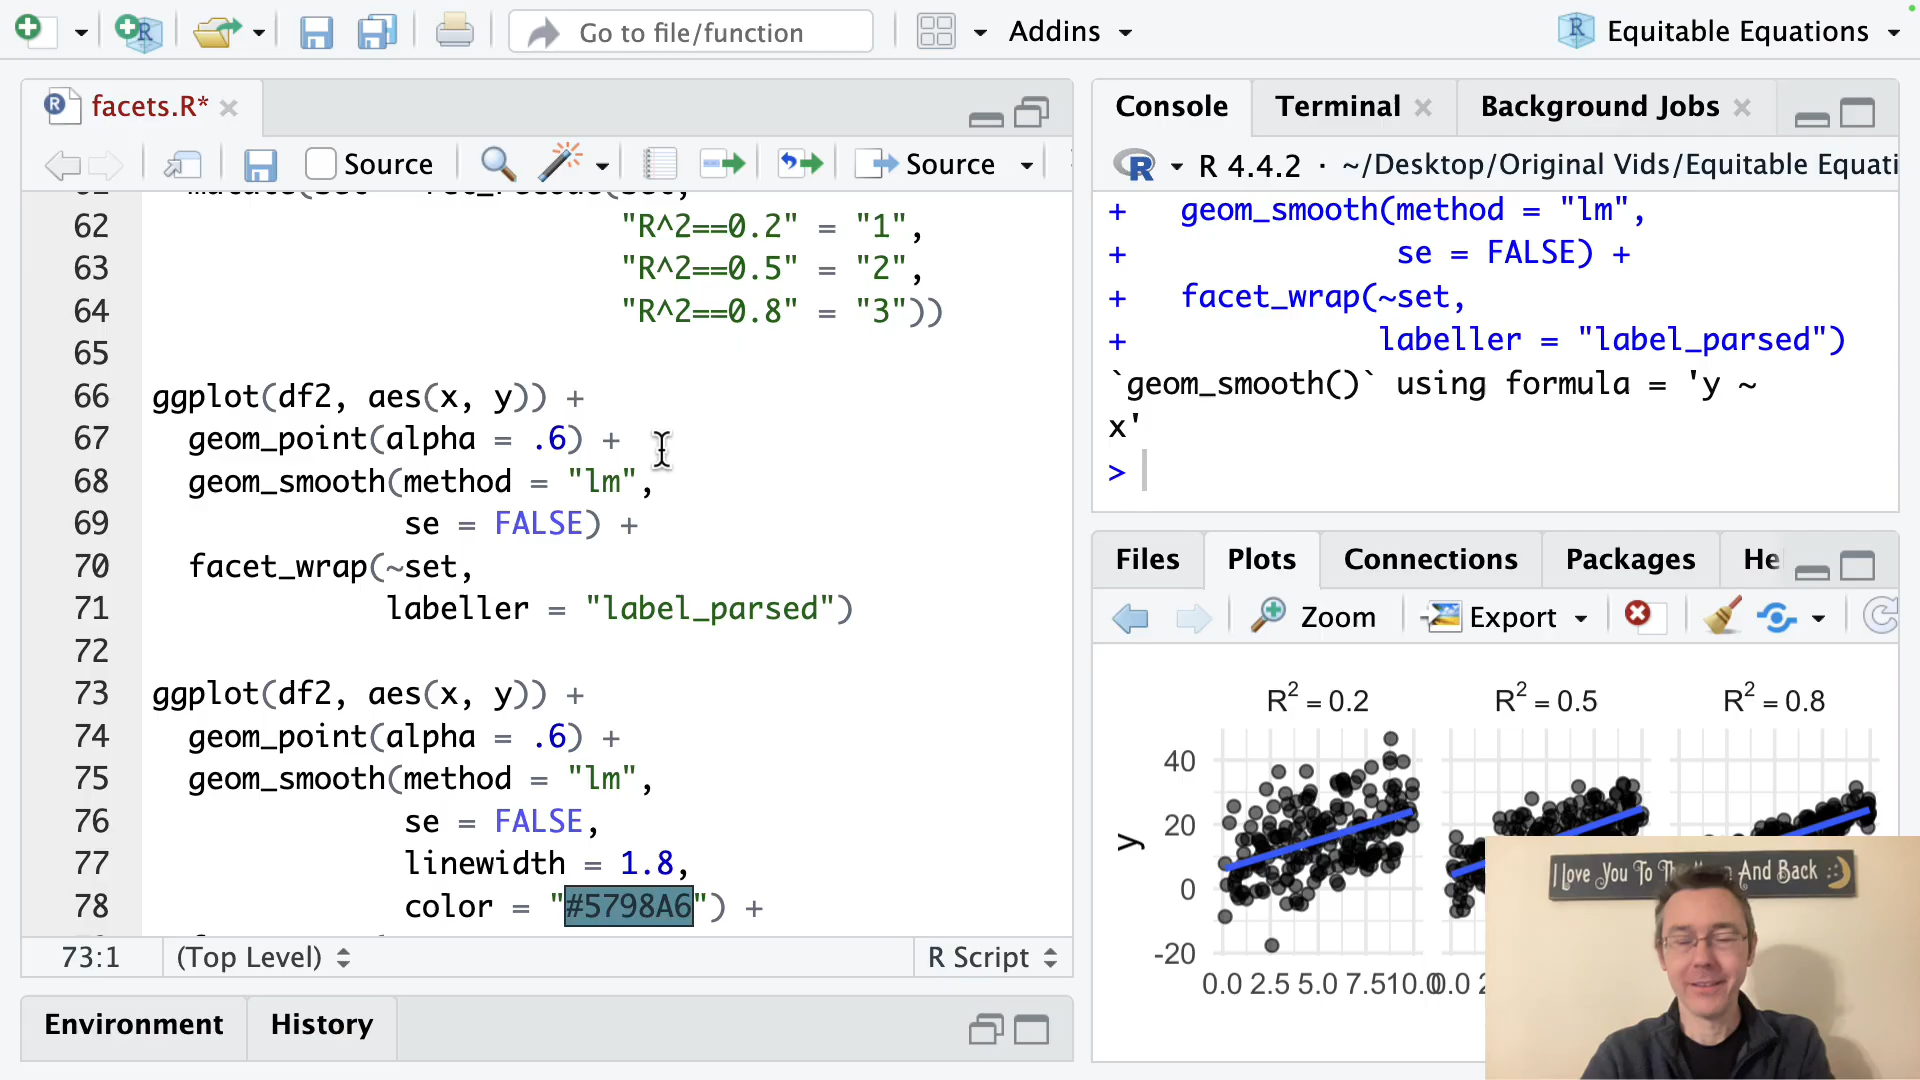 Go to file/function
Addins
Equitable Equations
facets.R*
Source
Source
62 "R^2==0.2" = "1",
63 "R^2==0.5" = "2",
64 "R^2==0.8" = "3"))
65
66 ggplot(df2, aes(x, y)) +
67 geom_point(alpha = .6) +
68 geom_smooth(method = "lm",
69 se = FALSE) +
70 facet_wrap(~set,
71 labeller = "label_parsed")
72
73 ggplot(df2, aes(x, y)) +
74 geom_point(alpha = .6) +
75 geom_smooth(method = "lm",
76 se = FALSE,
77 linewidth = 1.8,
78 color = "#5798A6") +
73:1 (Top Level) R Script
Environment History
Console Terminal Background Jobs
R 4.4.2 · ~/Desktop/Original Vids/Equitable Equati
+ geom_smooth(method = "lm",
+ se = FALSE) +
+ facet_wrap(~set,
+ labeller = "label_parsed")
`geom_smooth()` using formula = 'y ~
x'
>
Files Plots Connections Packages He
Zoom Export
R² = 0.2 R² = 0.5 R² = 0.8
40
20
0
-20
y
0.0 2.5 5.0 7.5 10.0 0.0 2
I Love You To The And Back